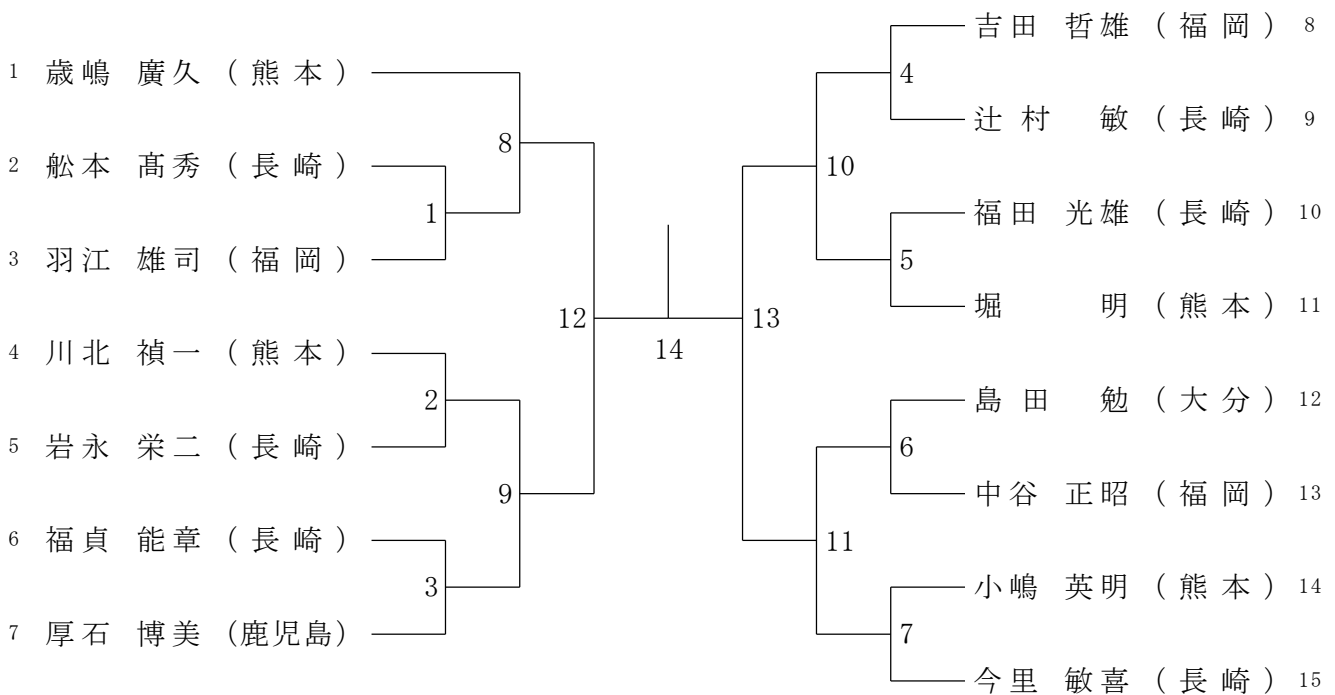 1 歳嶋 廣久 (熊本)
2 舩本 髙秀 (長崎)
3 羽江 雄司 (福岡)
4 川北 禎一 (熊本)
5 岩永 栄二 (長崎)
6 福貞 能章 (長崎)
7 厚石 博美 (鹿児島)
8
1
2
9
3
12
14
13
10
4
5
11
6
7
吉田 哲雄 (福岡) 8
辻村 敏 (長崎) 9
福田 光雄 (長崎) 10
堀 明 (熊本) 11
島田 勉 (大分) 12
中谷 正昭 (福岡) 13
小嶋 英明 (熊本) 14
今里 敏喜 (長崎) 15